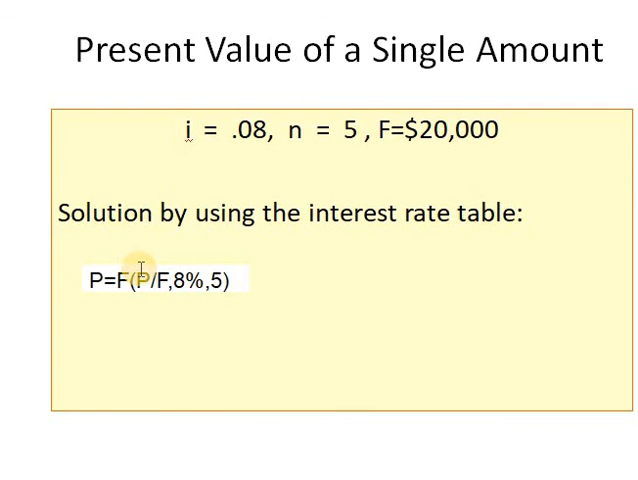 Present Value of a Single Amount
i = .08, n = 5 , F=$20,000
Solution by using the interest rate table:
P=F(P/F,8%,5)